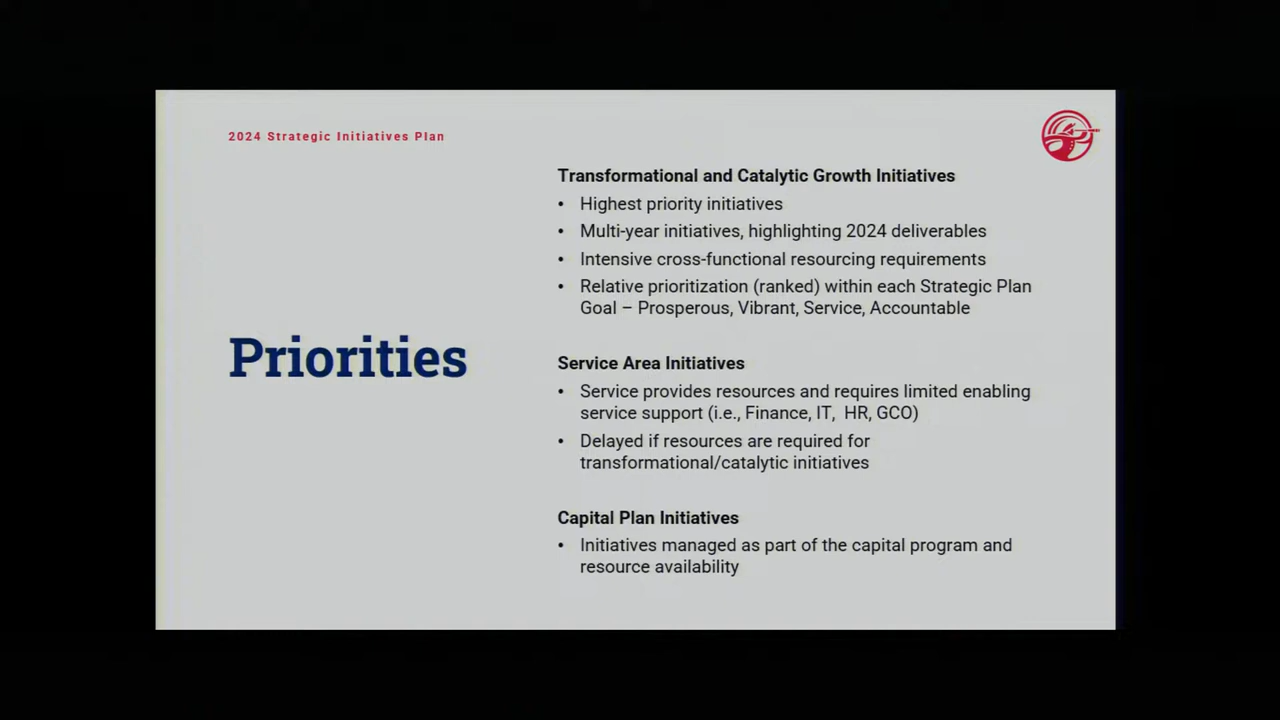 2024 Strategic Initiatives Plan
Priorities
Transformational and Catalytic Growth Initiatives
• Highest priority initiatives
• Multi-year initiatives, highlighting 2024 deliverables
• Intensive cross-functional resourcing requirements
• Relative prioritization (ranked) within each Strategic Plan
Goal – Prosperous, Vibrant, Service, Accountable
Service Area Initiatives
• Service provides resources and requires limited enabling
service support (i.e., Finance, IT, HR, GCO)
• Delayed if resources are required for
transformational/catalytic initiatives
Capital Plan Initiatives
• Initiatives managed as part of the capital program and
resource availability